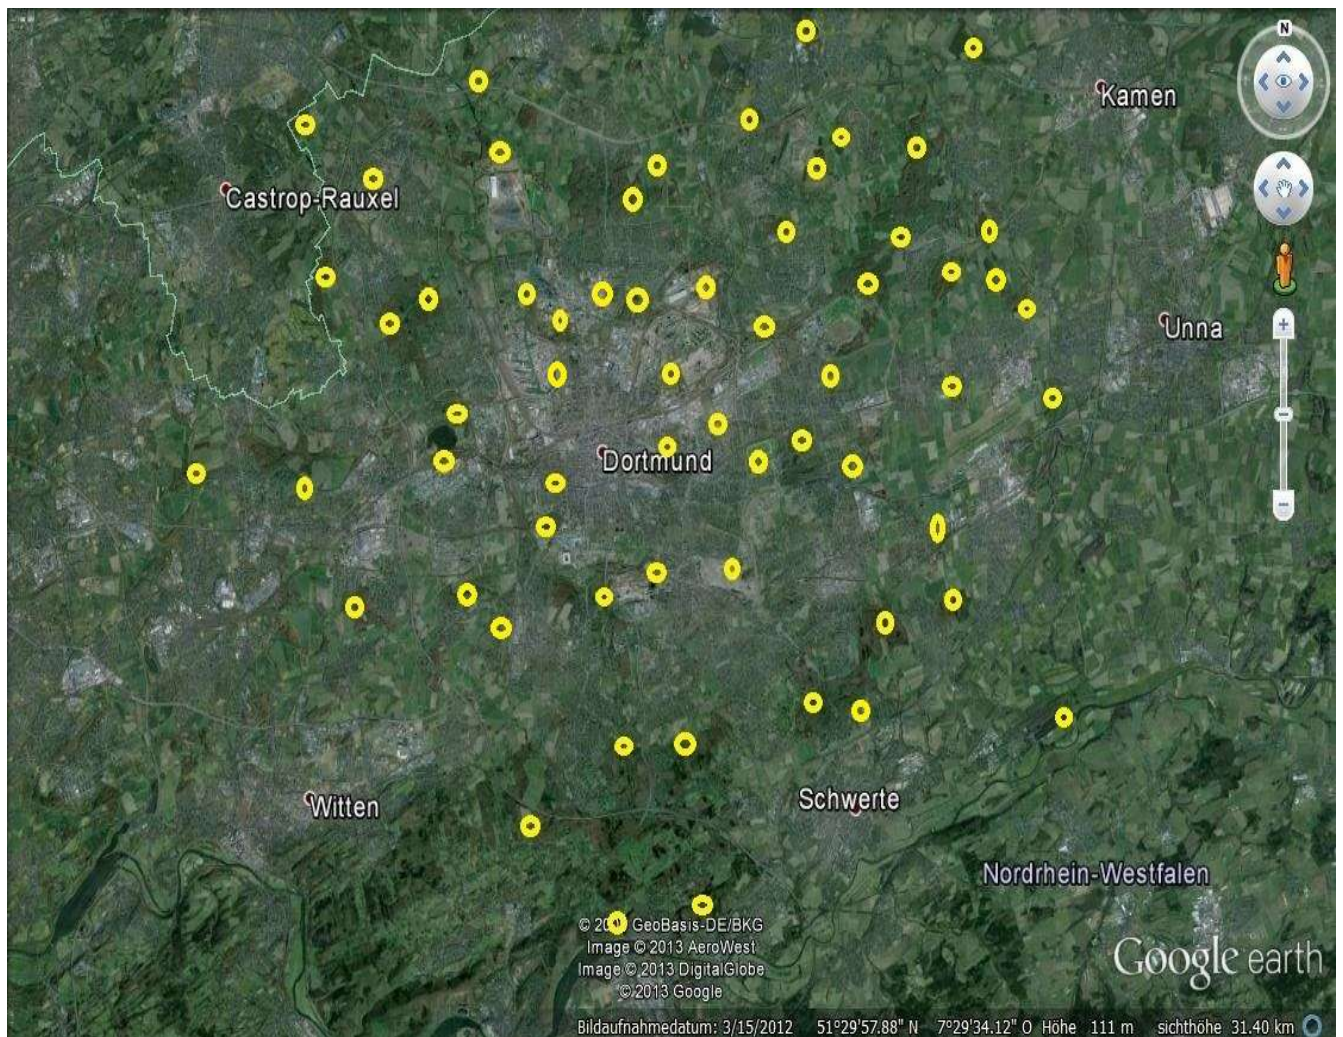 N
Kamen
Castrop-Rauxel
Unna
Dortmund
Witten
Schwerte
Nordrhein-Westfalen
© GeoBasis-DE/BKG
Image © 2013 AeroWest
Image © 2013 DigitalGlobe
© 2013 Google
Google earth
Bildaufnahmedatum: 3/15/2012 51°29'57.88" N 7°29'34.12" O Höhe 111 m sichthöhe 31.40 km